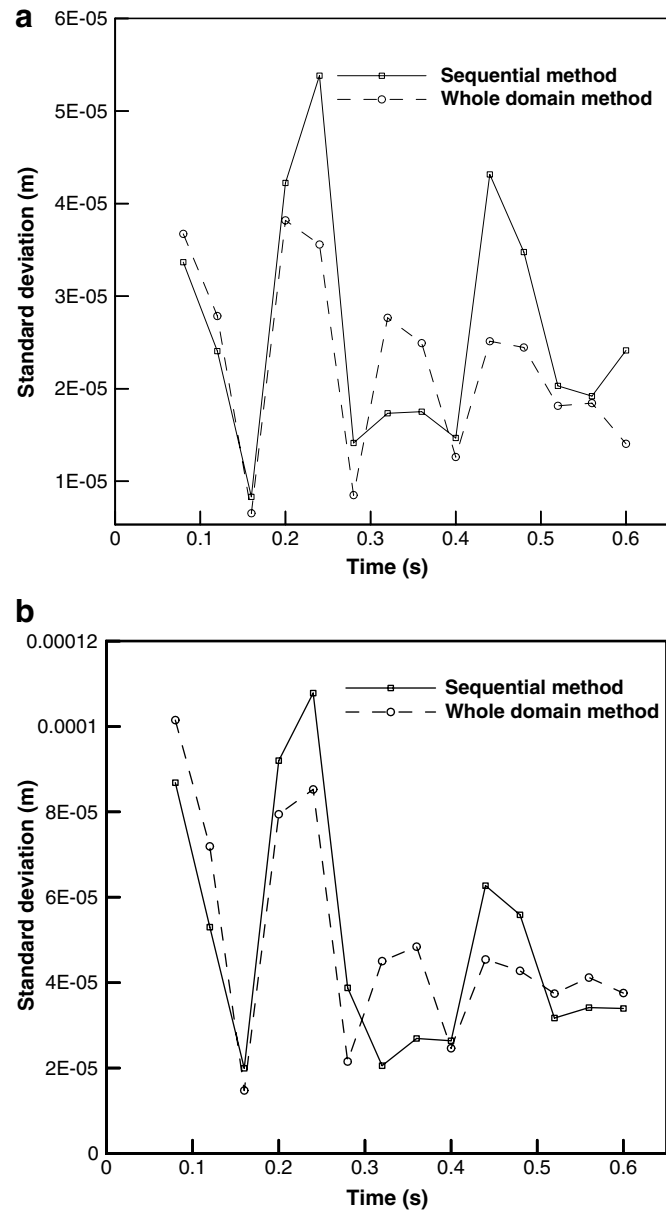 a
6E-05
5E-05
4E-05
3E-05
2E-05
1E-05
Standard deviation (m)
Sequential method
Whole domain method
0 0.1 0.2 0.3 0.4 0.5 0.6
Time (s)
b
0.00012
0.0001
8E-05
6E-05
4E-05
2E-05
0
Standard deviation (m)
Sequential method
Whole domain method
0 0.1 0.2 0.3 0.4 0.5 0.6
Time (s)